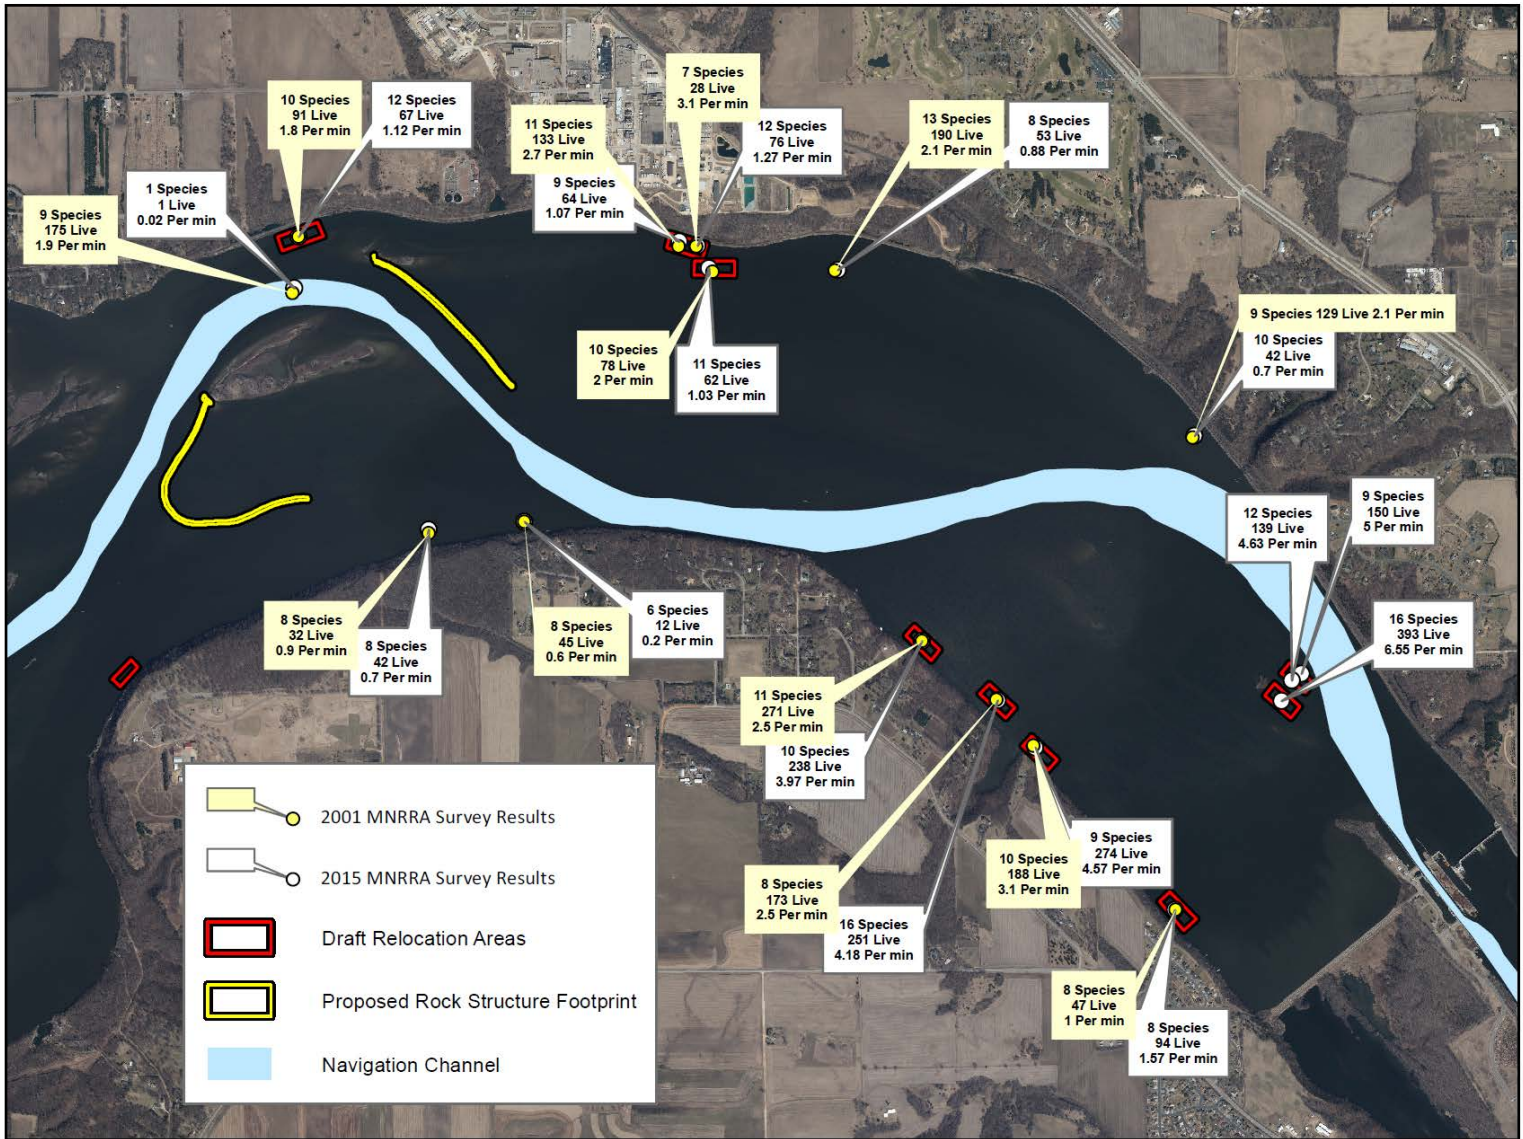 7 Species
28 Live
3.1 Per min
10 Species
91 Live
1.8 Per min
12 Species
67 Live
1.12 Per min
11 Species
133 Live
2.7 Per min
12 Species
76 Live
1.27 Per min
13 Species
190 Live
2.1 Per min
8 Species
53 Live
0.88 Per min
1 Species
1 Live
0.02 Per min
9 Species
64 Live
1.07 Per min
9 Species
175 Live
1.9 Per min
9 Species 129 Live 2.1 Per min
10 Species
42 Live
0.7 Per min
10 Species
78 Live
2 Per min
11 Species
62 Live
1.03 Per min
12 Species
139 Live
4.63 Per min
9 Species
150 Live
5 Per min
8 Species
32 Live
0.9 Per min
8 Species
42 Live
0.7 Per min
8 Species
45 Live
0.6 Per min
6 Species
12 Live
0.2 Per min
16 Species
393 Live
6.55 Per min
11 Species
271 Live
2.5 Per min
10 Species
238 Live
3.97 Per min
8 Species
173 Live
2.5 Per min
16 Species
251 Live
4.18 Per min
10 Species
188 Live
3.1 Per min
9 Species
274 Live
4.57 Per min
8 Species
47 Live
1 Per min
8 Species
94 Live
1.57 Per min
2001 MNRRA Survey Results
2015 MNRRA Survey Results
Draft Relocation Areas
Proposed Rock Structure Footprint
Navigation Channel